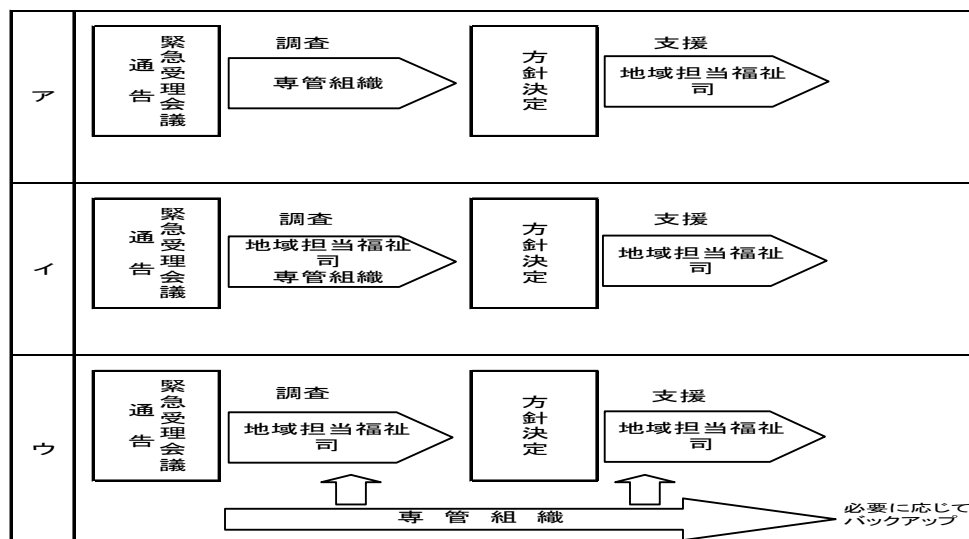 ア
通告
緊急受理会議
調査
専管組織
方針決定
支援
地域担当福祉
司
イ
通告
緊急受理会議
調査
地域担当福祉
司
専管組織
方針決定
支援
地域担当福祉
司
ウ
通告
緊急受理会議
調査
地域担当福祉
司
方針決定
支援
地域担当福祉
司
専管組織
必要に応じて
バックアップ